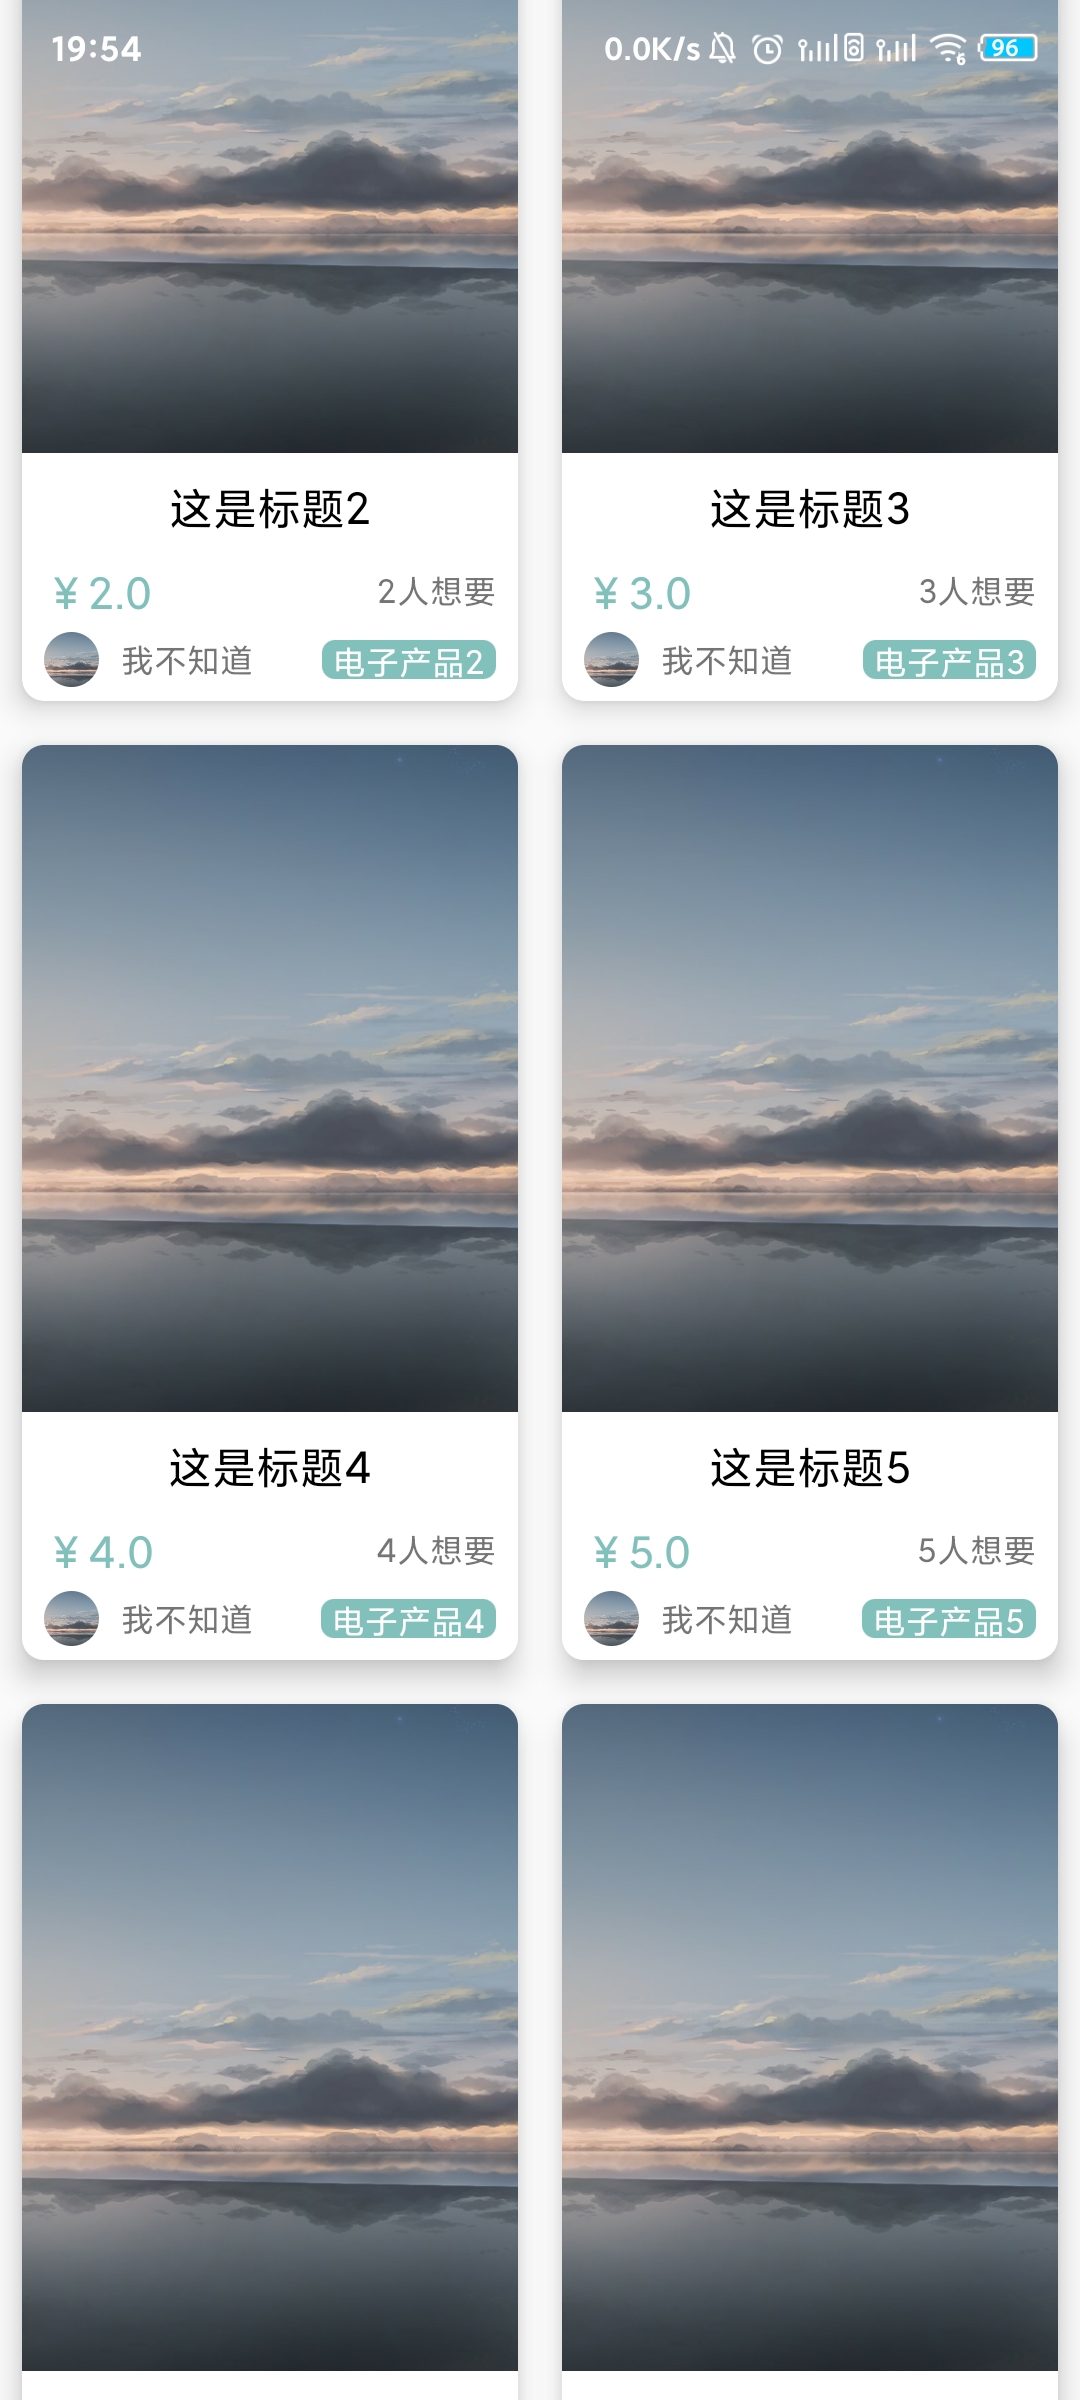 19:54 0.0K/s 6 96
这是标题2
¥ 2.0 2人想要
我不知道 电子产品2
这是标题3
¥ 3.0 3人想要
我不知道 电子产品3
这是标题4
¥ 4.0 4人想要
我不知道 电子产品4
这是标题5
¥ 5.0 5人想要
我不知道 电子产品5